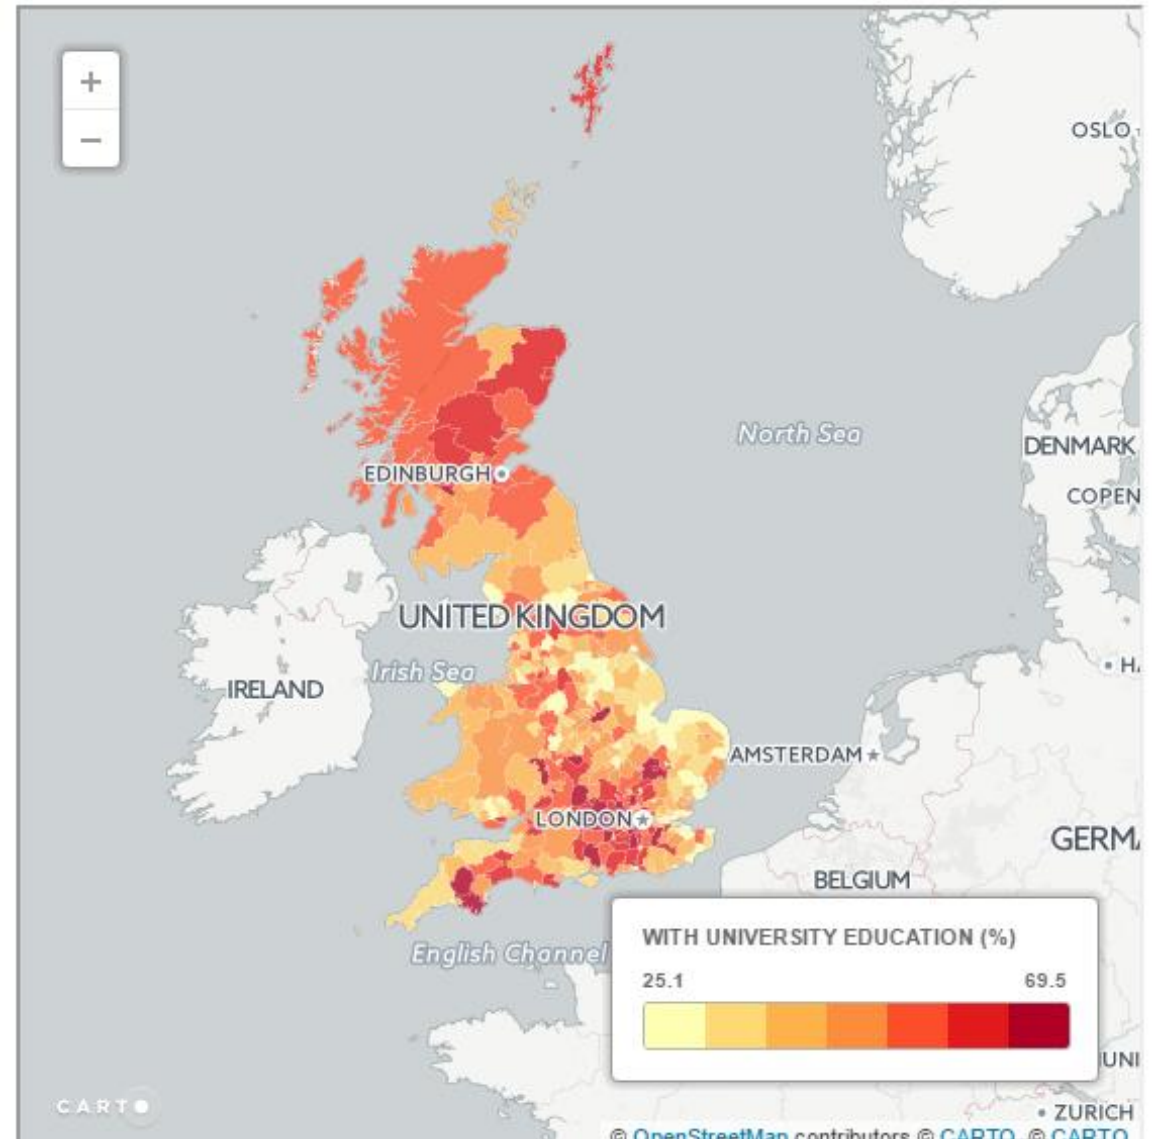 +
−
OSLO
North Sea
DENMARK
EDINBURGH
COPEN
UNITED KINGDOM
Irish Sea
H
IRELAND
AMSTERDAM
LONDON
GERMA
BELGIUM
WITH UNIVERSITY EDUCATION (%)
English Channel
25.1 69.5
UNI
CARTO
ZURICH
© OpenStreetMap contributors © CARTO, © CARTO